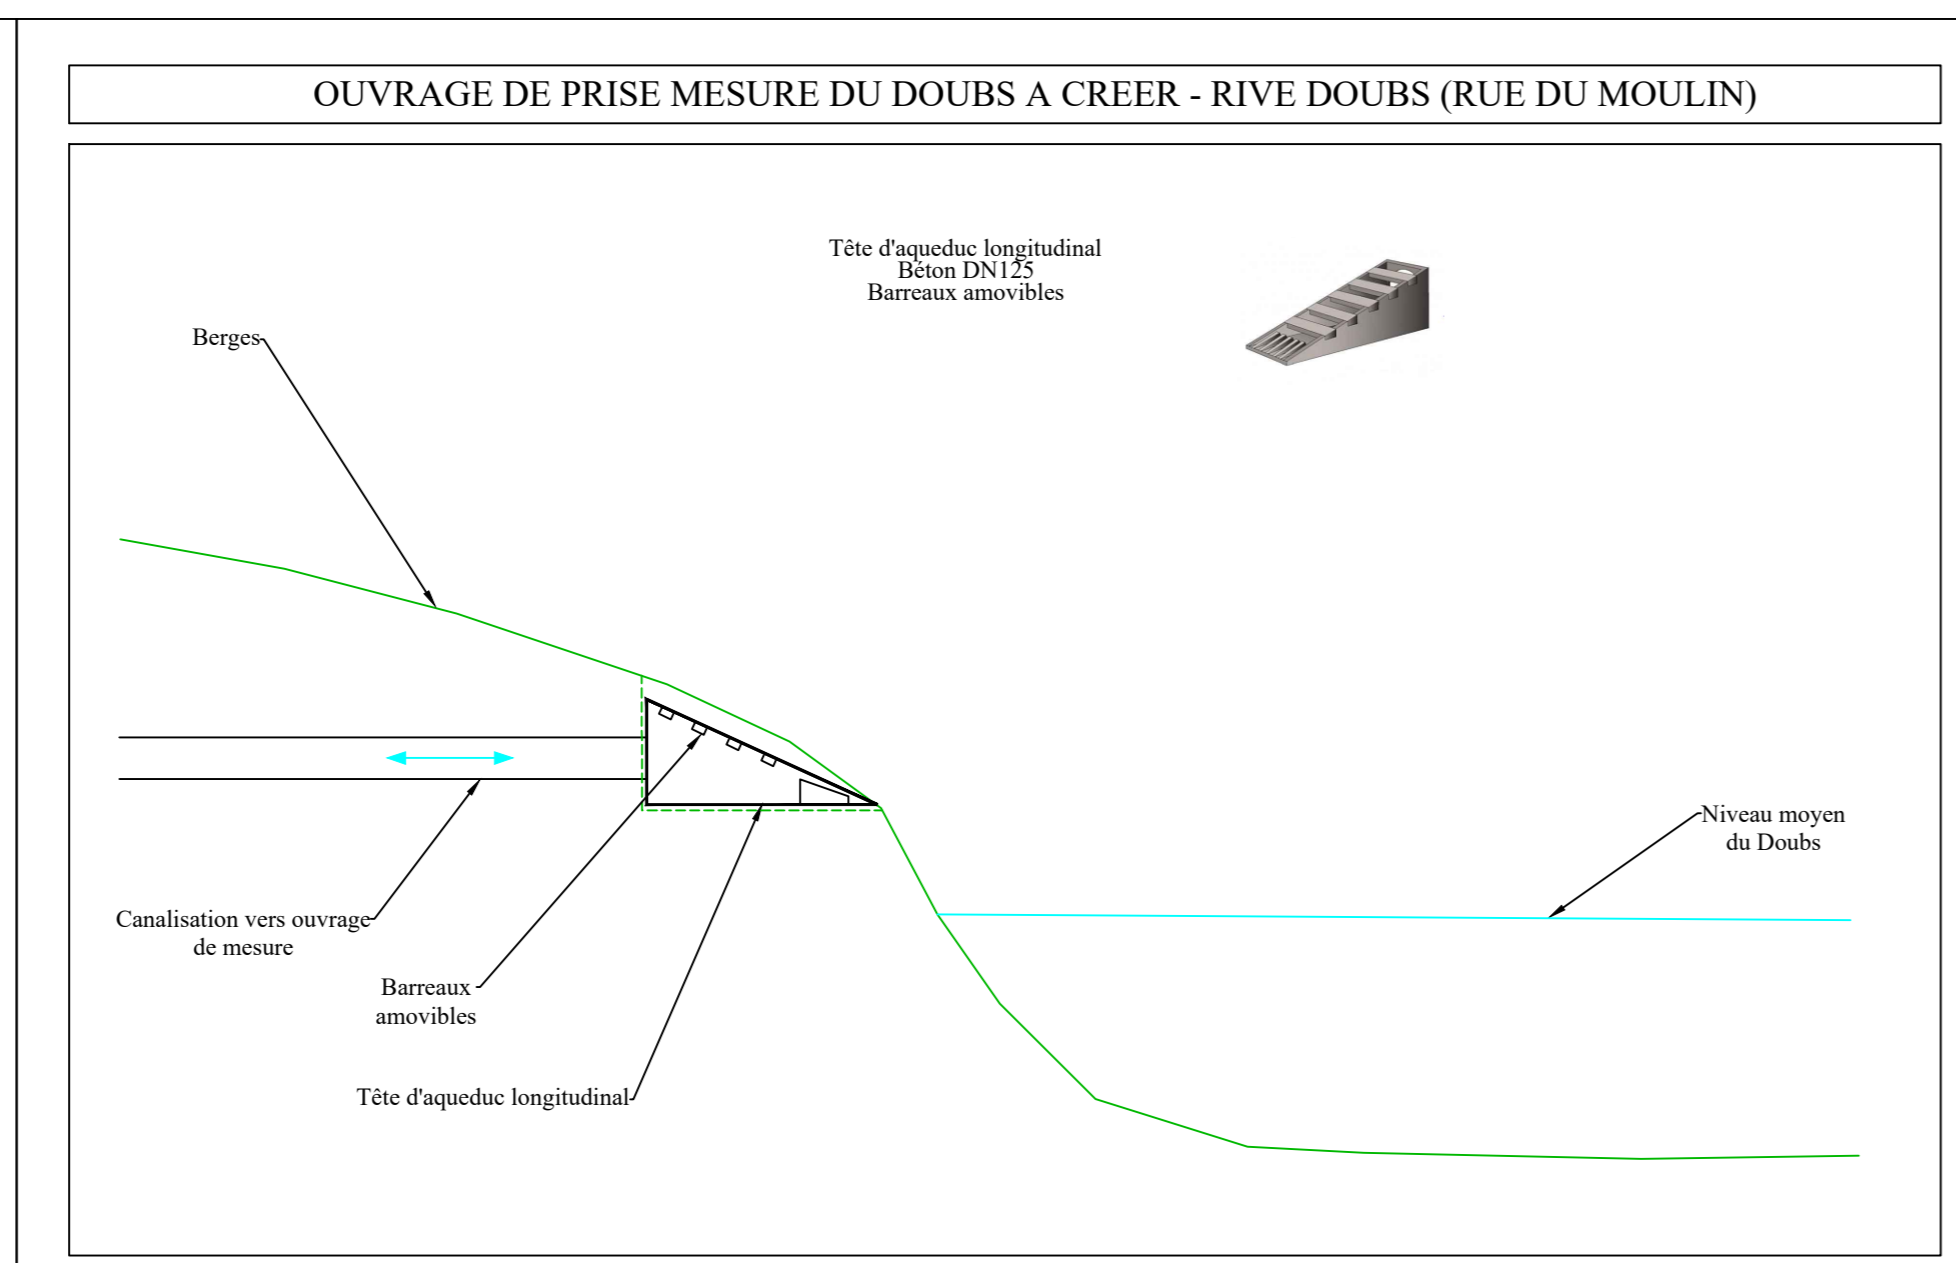 OUVRAGE DE PRISE MESURE DU DOUBS A CREER - RIVE DOUBS (RUE DU MOULIN)
Tête d'aqueduc longitudinal
Béton DN125
Barreaux amovibles
Berges
Niveau moyen
du Doubs
Canalisation vers ouvrage
de mesure
Barreaux
amovibles
Tête d'aqueduc longitudinal